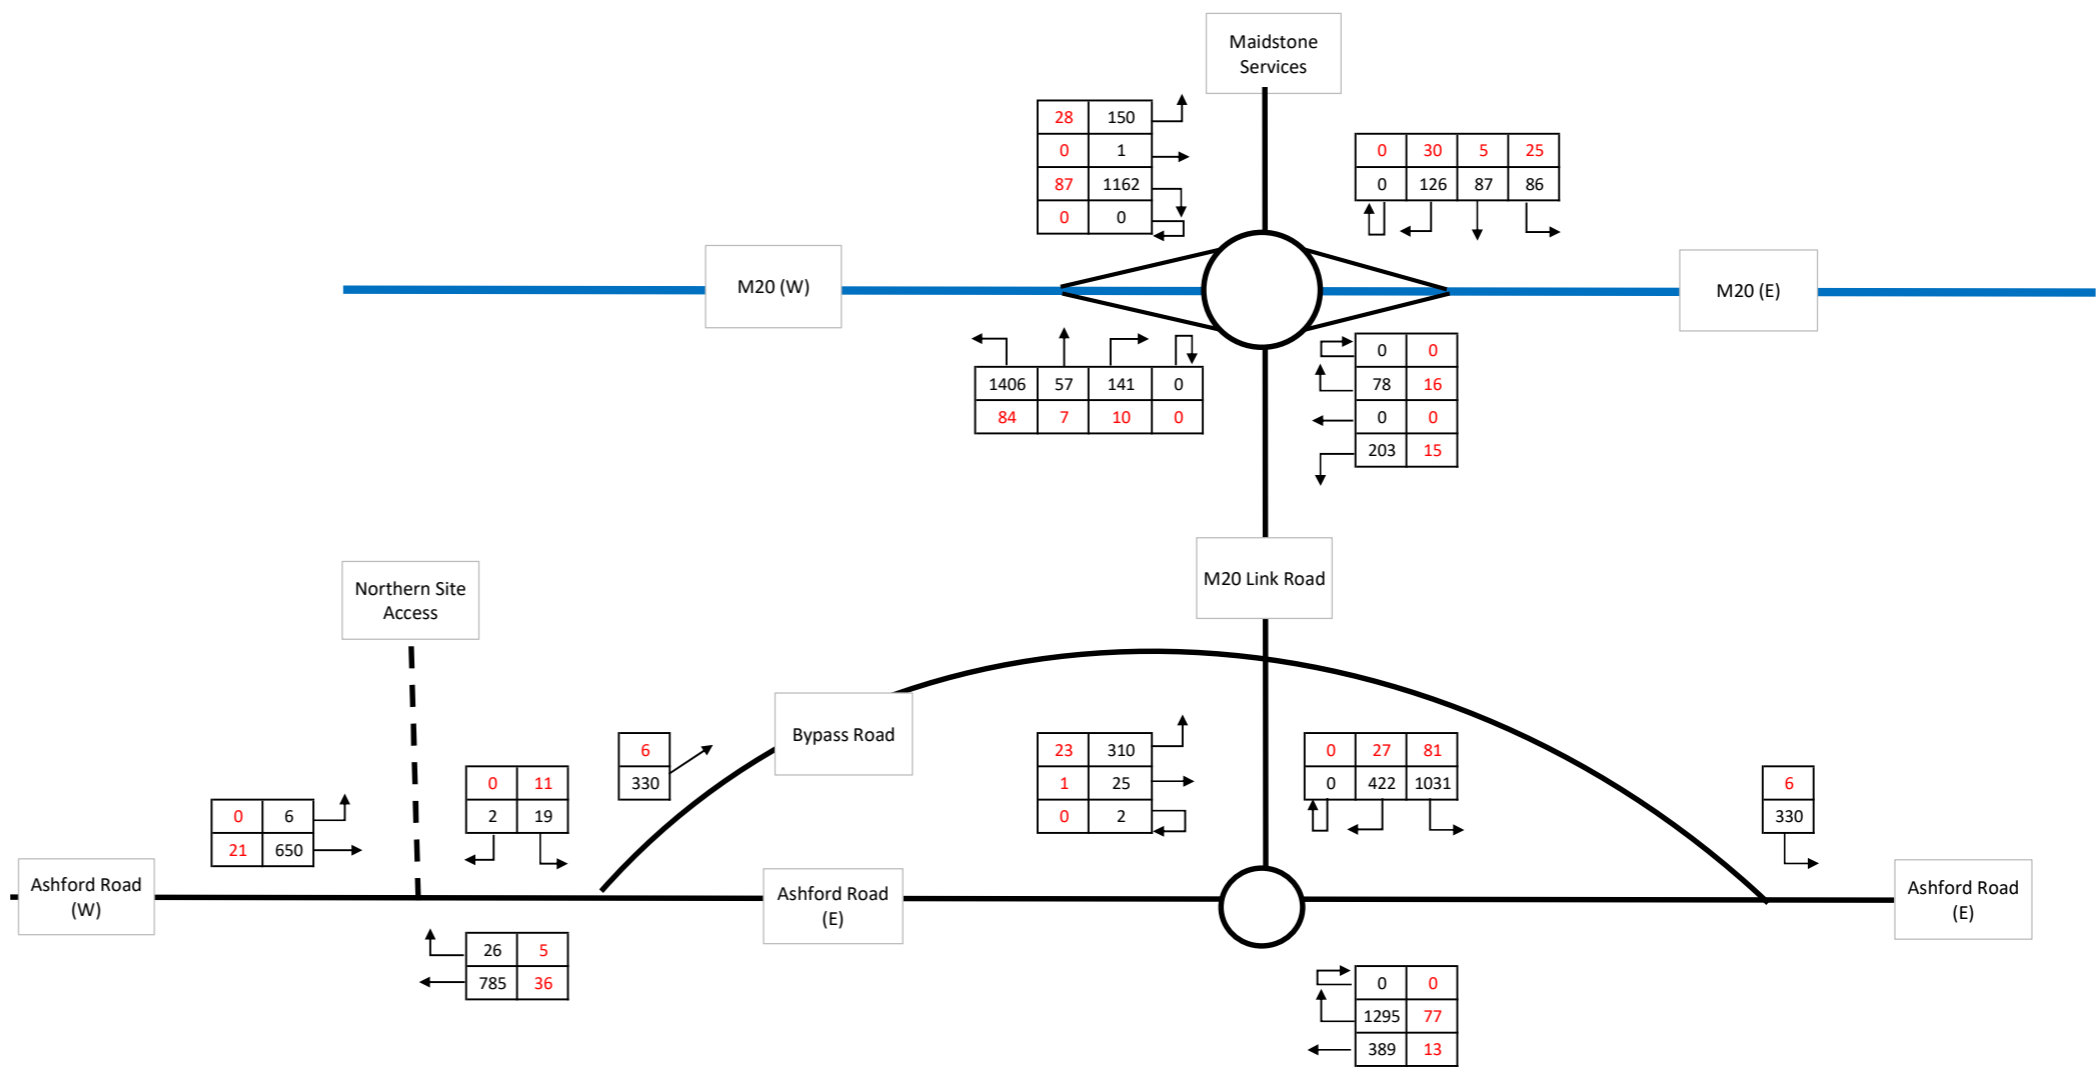 Maidstone
Services
28 150
0 1
87 1162
0 0
0 30 5 25
0 126 87 86
M20 (W)
M20 (E)
1406 57 141 0
84 7 10 0
0 0
78 16
0 0
203 15
M20 Link Road
Northern Site
Access
Bypass Road
6
330
23 310
1 25
0 2
0 27 81
0 422 1031
6
330
0 11
2 19
0 6
21 650
Ashford Road
(W)
Ashford Road
(E)
Ashford Road
(E)
26 5
785 36
0 0
1295 77
389 13